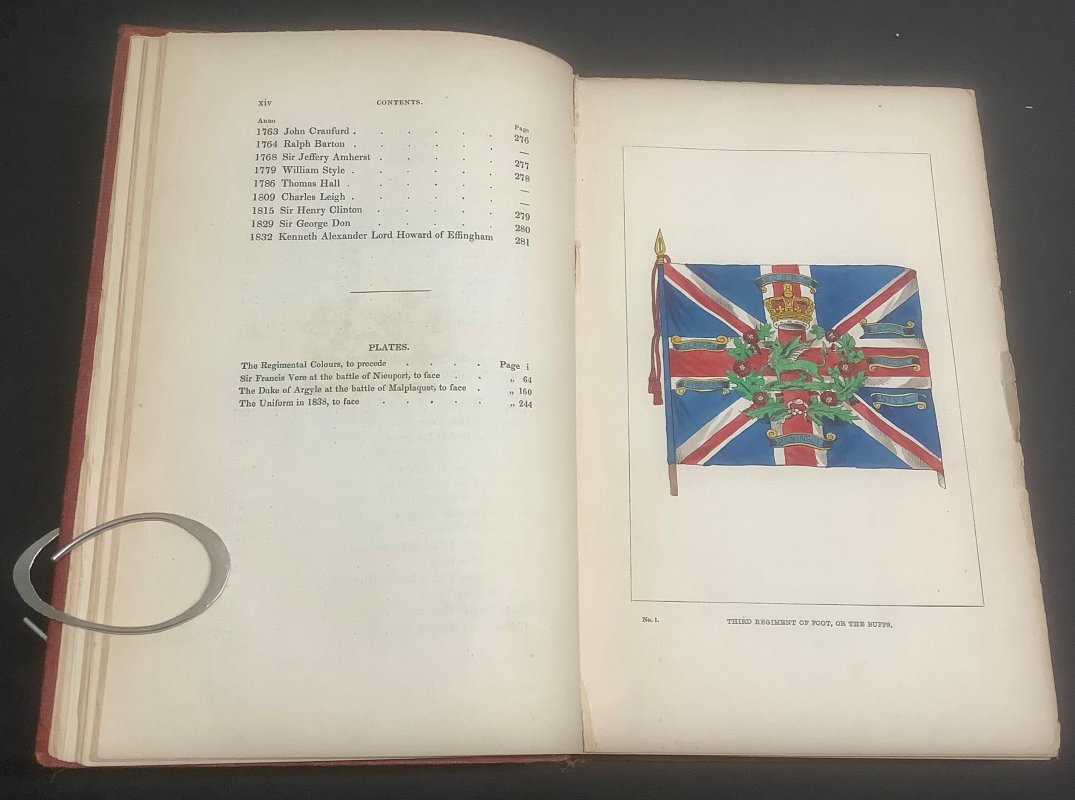 xiv CONTENTS.
Anno Page
1763 John Craufurd . . . . . . 276
1764 Ralph Barton . . . . . . —
1768 Sir Jeffery Amherst . . . . . 277
1779 William Style . . . . . . 278
1786 Thomas Hall . . . . . . —
1809 Charles Leigh . . . . . . —
1815 Sir Henry Clinton . . . . . 279
1829 Sir George Don . . . . . 280
1832 Kenneth Alexander Lord Howard of Effingham 281
PLATES.
The Regimental Colours, to precede . . . . Page i
Sir Francis Vere at the battle of Nieuport, to face . . „ 64
The Duke of Argyle at the battle of Malplaquet, to face . „ 160
The Uniform in 1838, to face . . . . . „ 244
TALAVERA
NIVE
PENINSULA
No. 1. THIRD REGIMENT OF FOOT, OR THE BUFFS.